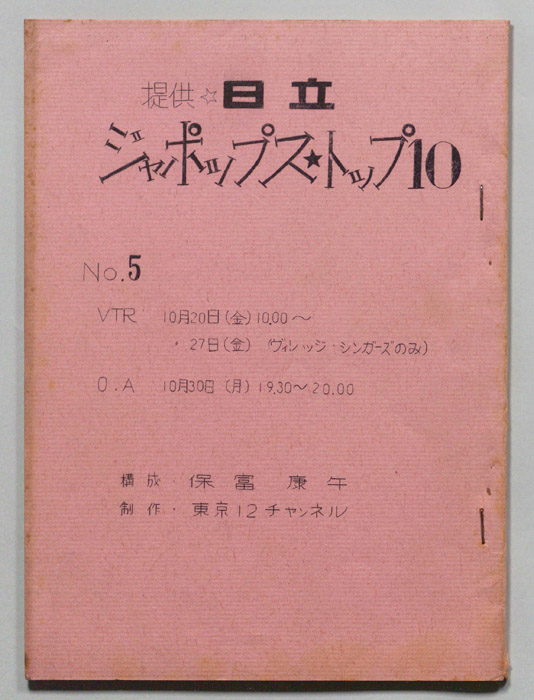 提供☆日立
ジャポップス★トップ10
No.5
VTR 10月20日(金)10.00〜
〃 27日(金) (ヴィレッジ・シンガーズのみ)
O.A 10月30日(月)19.30〜20.00
構成・保富康午
制作・東京12チャンネル